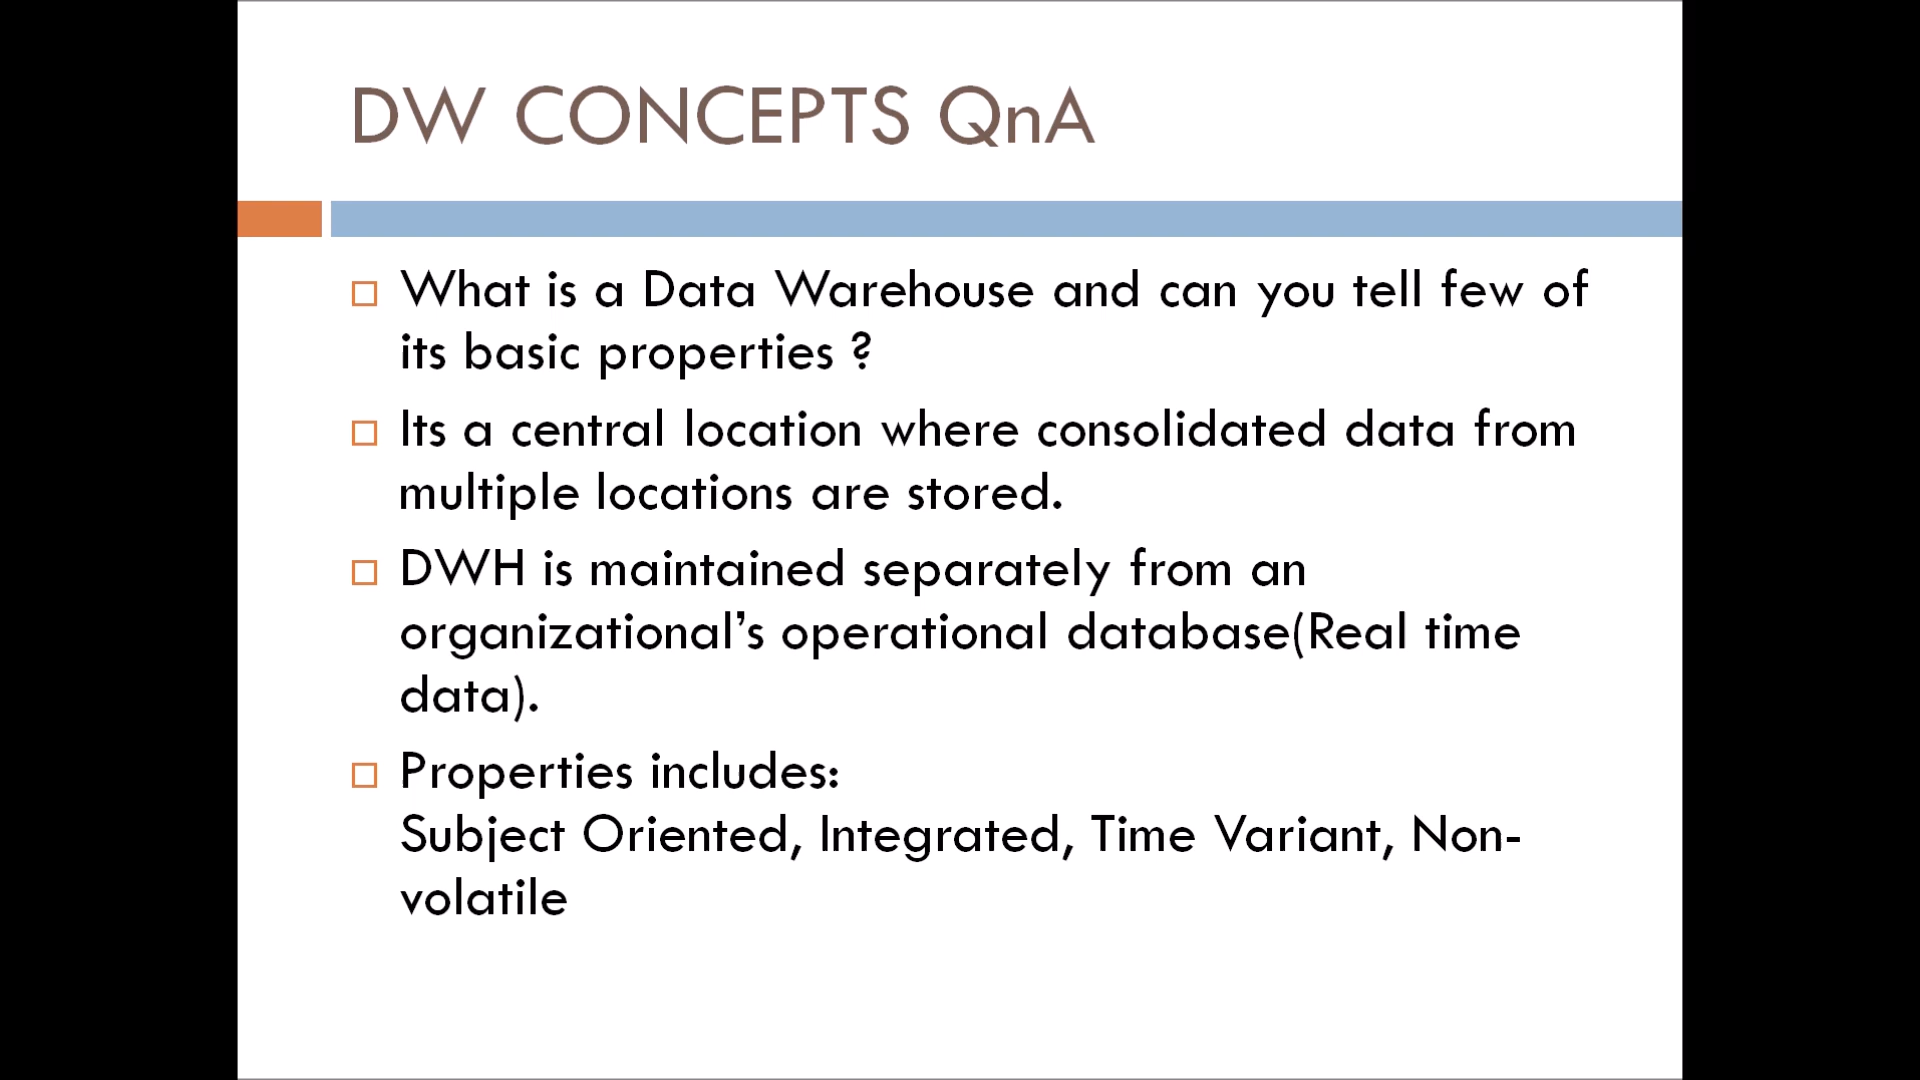 DW CONCEPTS QnA
What is a Data Warehouse and can you tell few of
its basic properties ?
Its a central location where consolidated data from
multiple locations are stored.
DWH is maintained separately from an
organizational’s operational database(Real time
data).
Properties includes:
Subject Oriented, Integrated, Time Variant, Non-
volatile